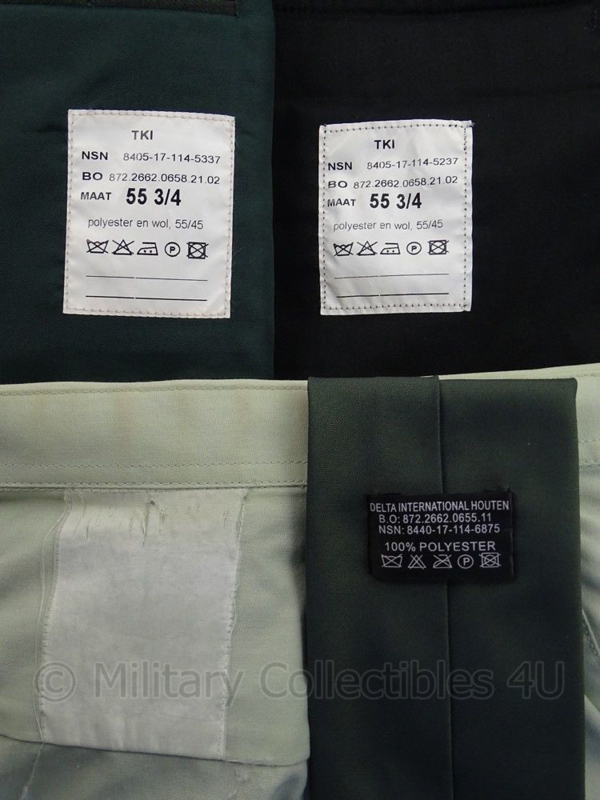 TKI
NSN 8405-17-114-5337
BO 872.2662.0658.21.02
MAAT 55 3/4
polyester en wol, 55/45
P
TKI
NSN 8405-17-114-5237
BO 872.2662.0658.21.02
MAAT 55 3/4
polyester en wol, 55/45
P
DELTA INTERNATIONAL HOUTEN
B.O: 872.2662.0655.11
NSN: 8440-17-114-6875
100% POLYESTER
P
© Military Collectibles 4U